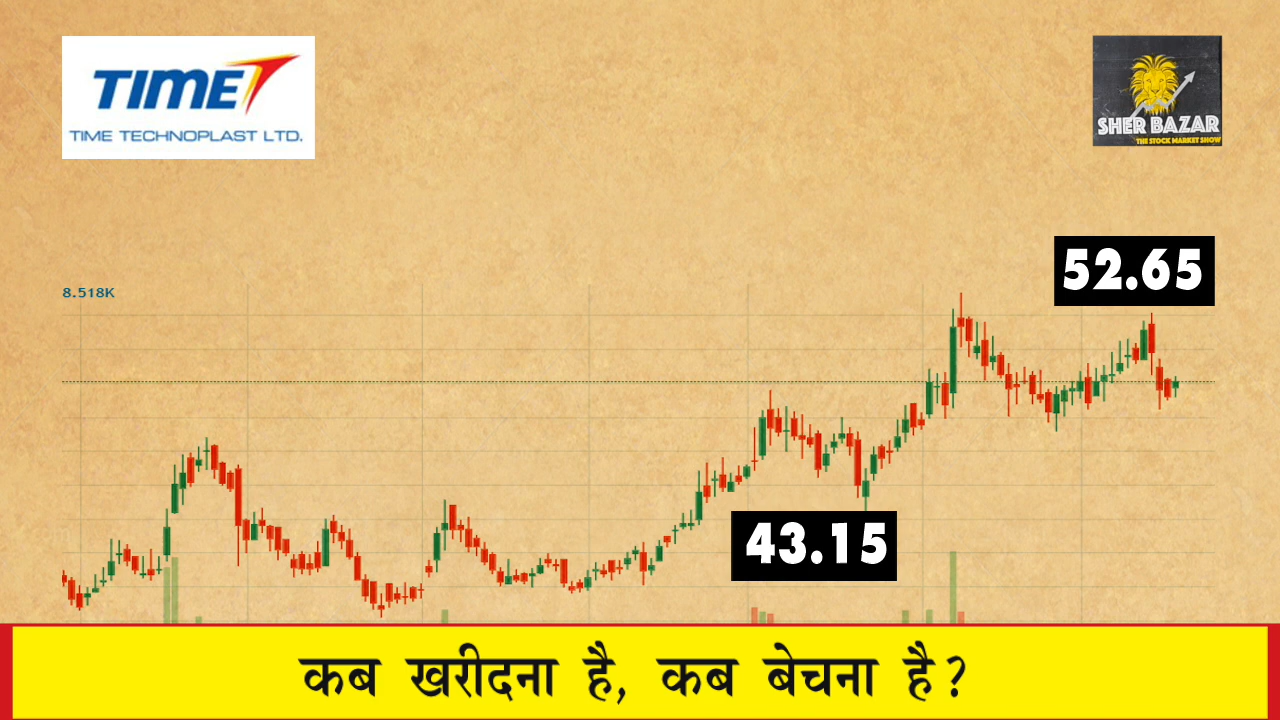 TIME
TIME TECHNOPLAST LTD.
SHER BAZAR
THE STOCK MARKET SHOW
52.65
8.518K
43.15
कब खरीदना है, कब बेचना है?